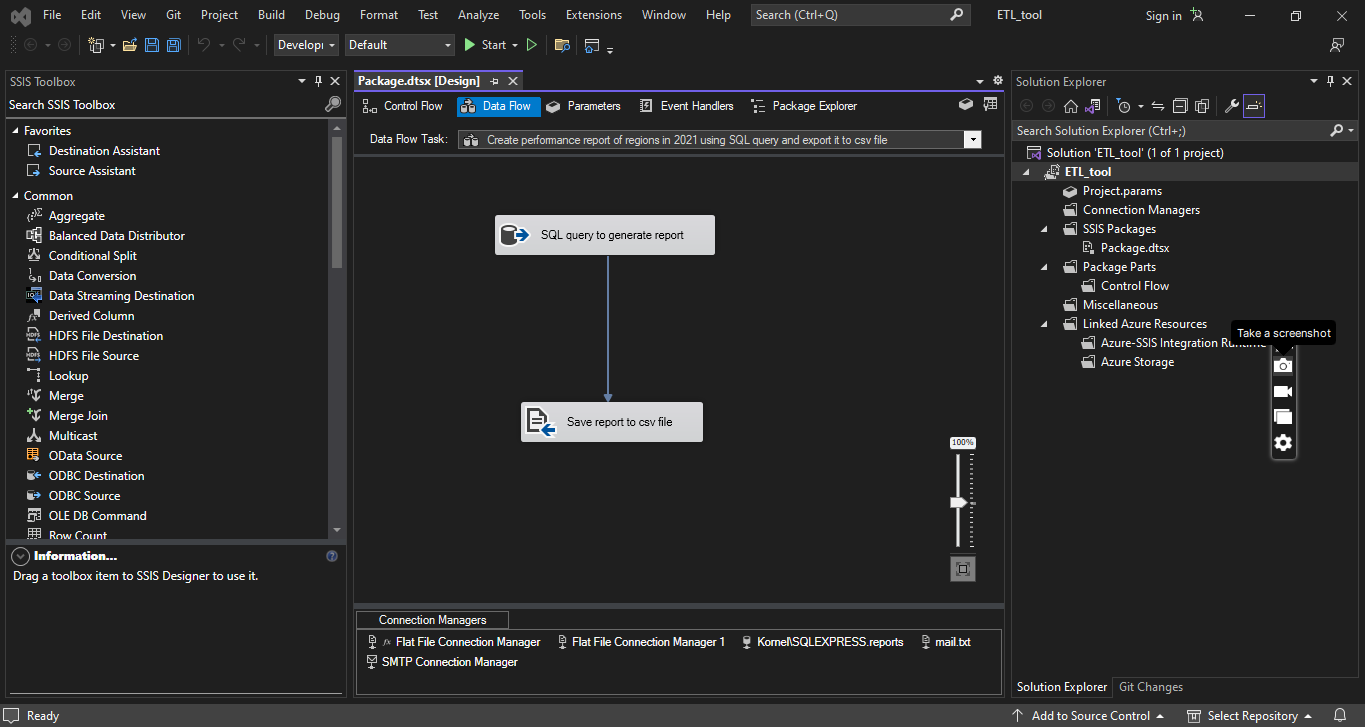 File Edit View Git Project Build Debug Format Test Analyze Tools Extensions Window Help Search (Ctrl+Q) ETL_tool Sign in
Developi Default Start
SSIS Toolbox
Search SSIS Toolbox
Favorites
Destination Assistant
Source Assistant
Common
Aggregate
Balanced Data Distributor
Conditional Split
Data Conversion
Data Streaming Destination
Derived Column
HDFS File Destination
HDFS File Source
Lookup
Merge
Merge Join
Multicast
OData Source
ODBC Destination
ODBC Source
OLE DB Command
Row Count
Information...
Drag a toolbox item to SSIS Designer to use it.
Package.dtsx [Design]
Control Flow Data Flow Parameters Event Handlers Package Explorer
Data Flow Task: Create performance report of regions in 2021 using SQL query and export it to csv file
SQL query to generate report
Save report to csv file
100%
Connection Managers
fx Flat File Connection Manager Flat File Connection Manager 1 Kornel\SQLEXPRESS.reports mail.txt
SMTP Connection Manager
Solution Explorer
Search Solution Explorer (Ctrl+;)
Solution 'ETL_tool' (1 of 1 project)
ETL_tool
Project.params
Connection Managers
SSIS Packages
Package.dtsx
Package Parts
Control Flow
Miscellaneous
Linked Azure Resources
Take a screenshot
Azure-SSIS Integration Runtime
Azure Storage
Solution Explorer Git Changes
Ready Add to Source Control Select Repository